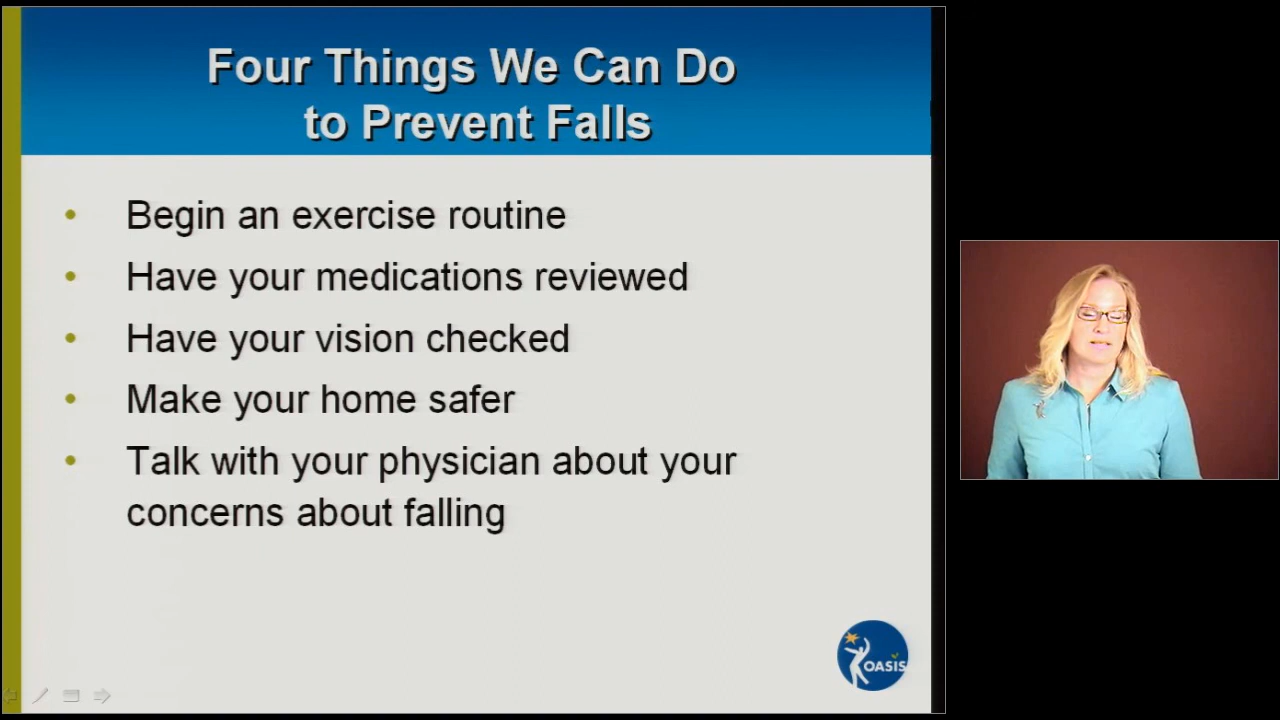 Four Things We Can Do
to Prevent Falls
• Begin an exercise routine
• Have your medications reviewed
• Have your vision checked
• Make your home safer
• Talk with your physician about your
concerns about falling
OASIS